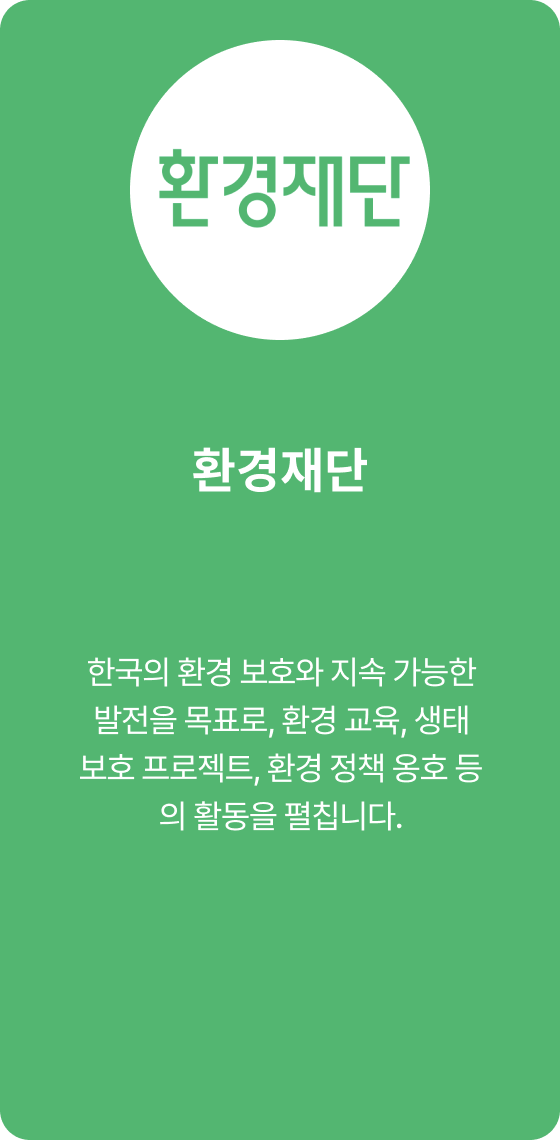 환경재단
환경재단
한국의 환경 보호와 지속 가능한
발전을 목표로, 환경 교육, 생태
보호 프로젝트, 환경 정책 옹호 등
의 활동을 펼칩니다.